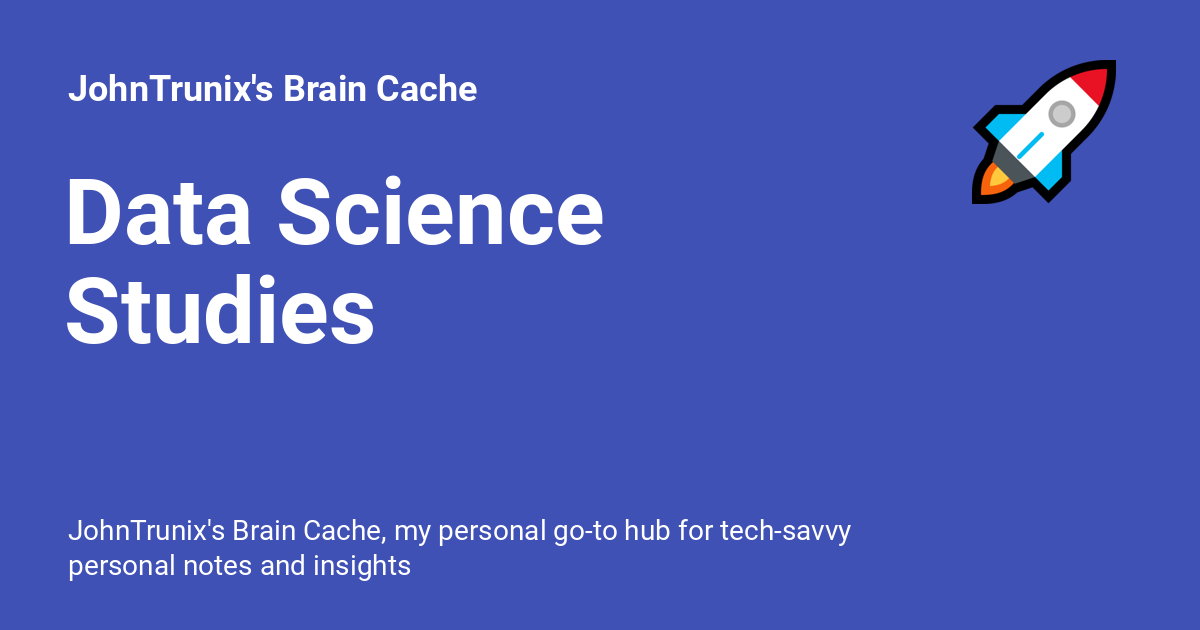 JohnTrunix's Brain Cache
Data Science
Studies
JohnTrunix's Brain Cache, my personal go-to hub for tech-savvy
personal notes and insights